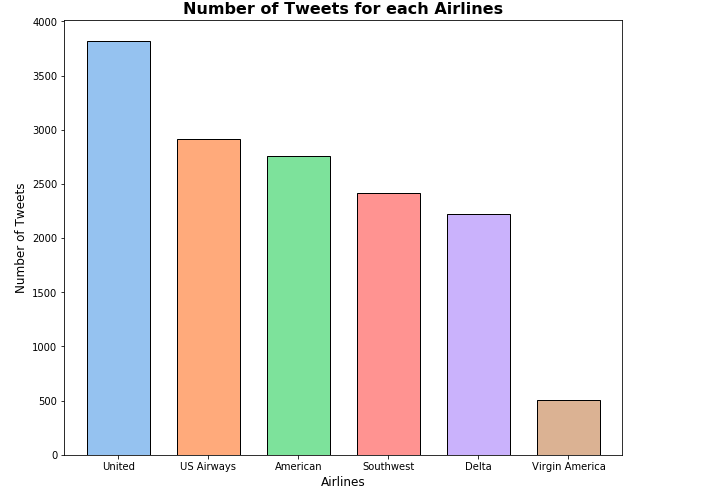 Number of Tweets for each Airlines
4000
3500
3000
2500
2000
1500
1000
500
0
Number of Tweets
United US Airways American Southwest Delta Virgin America
Airlines